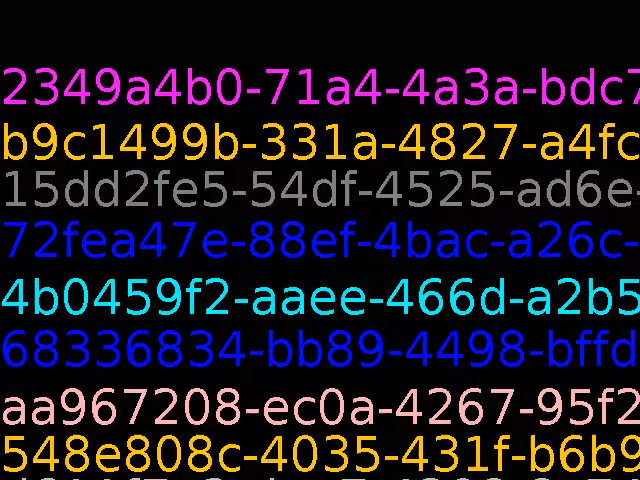 2349a4b0-71a4-4a3a-bdc7
b9c1499b-331a-4827-a4fc
15dd2fe5-54df-4525-ad6e-
72fea47e-88ef-4bac-a26c-
4b0459f2-aaee-466d-a2b5
68336834-bb89-4498-bffd
aa967208-ec0a-4267-95f2
548e808c-4035-431f-b6b9